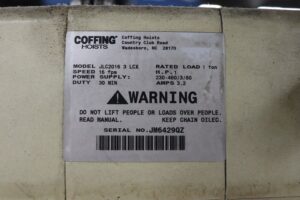 COFFING
HOISTS
Coffing Hoists
Country Club Road
Wadesboro, NC 28170
MODEL JLC2016 3 LCE
RATED LOAD 1 Ton
SPEED 16 fpm
H.P. 1
POWER SUPPLY: 230-460/3/60
DUTY 30 MIN
AMPS 3.2
WARNING
DO NOT LIFT PEOPLE OR LOADS OVER PEOPLE.
READ MANUAL. KEEP CHAIN OILED.
SERIAL NO. JM6429QZ